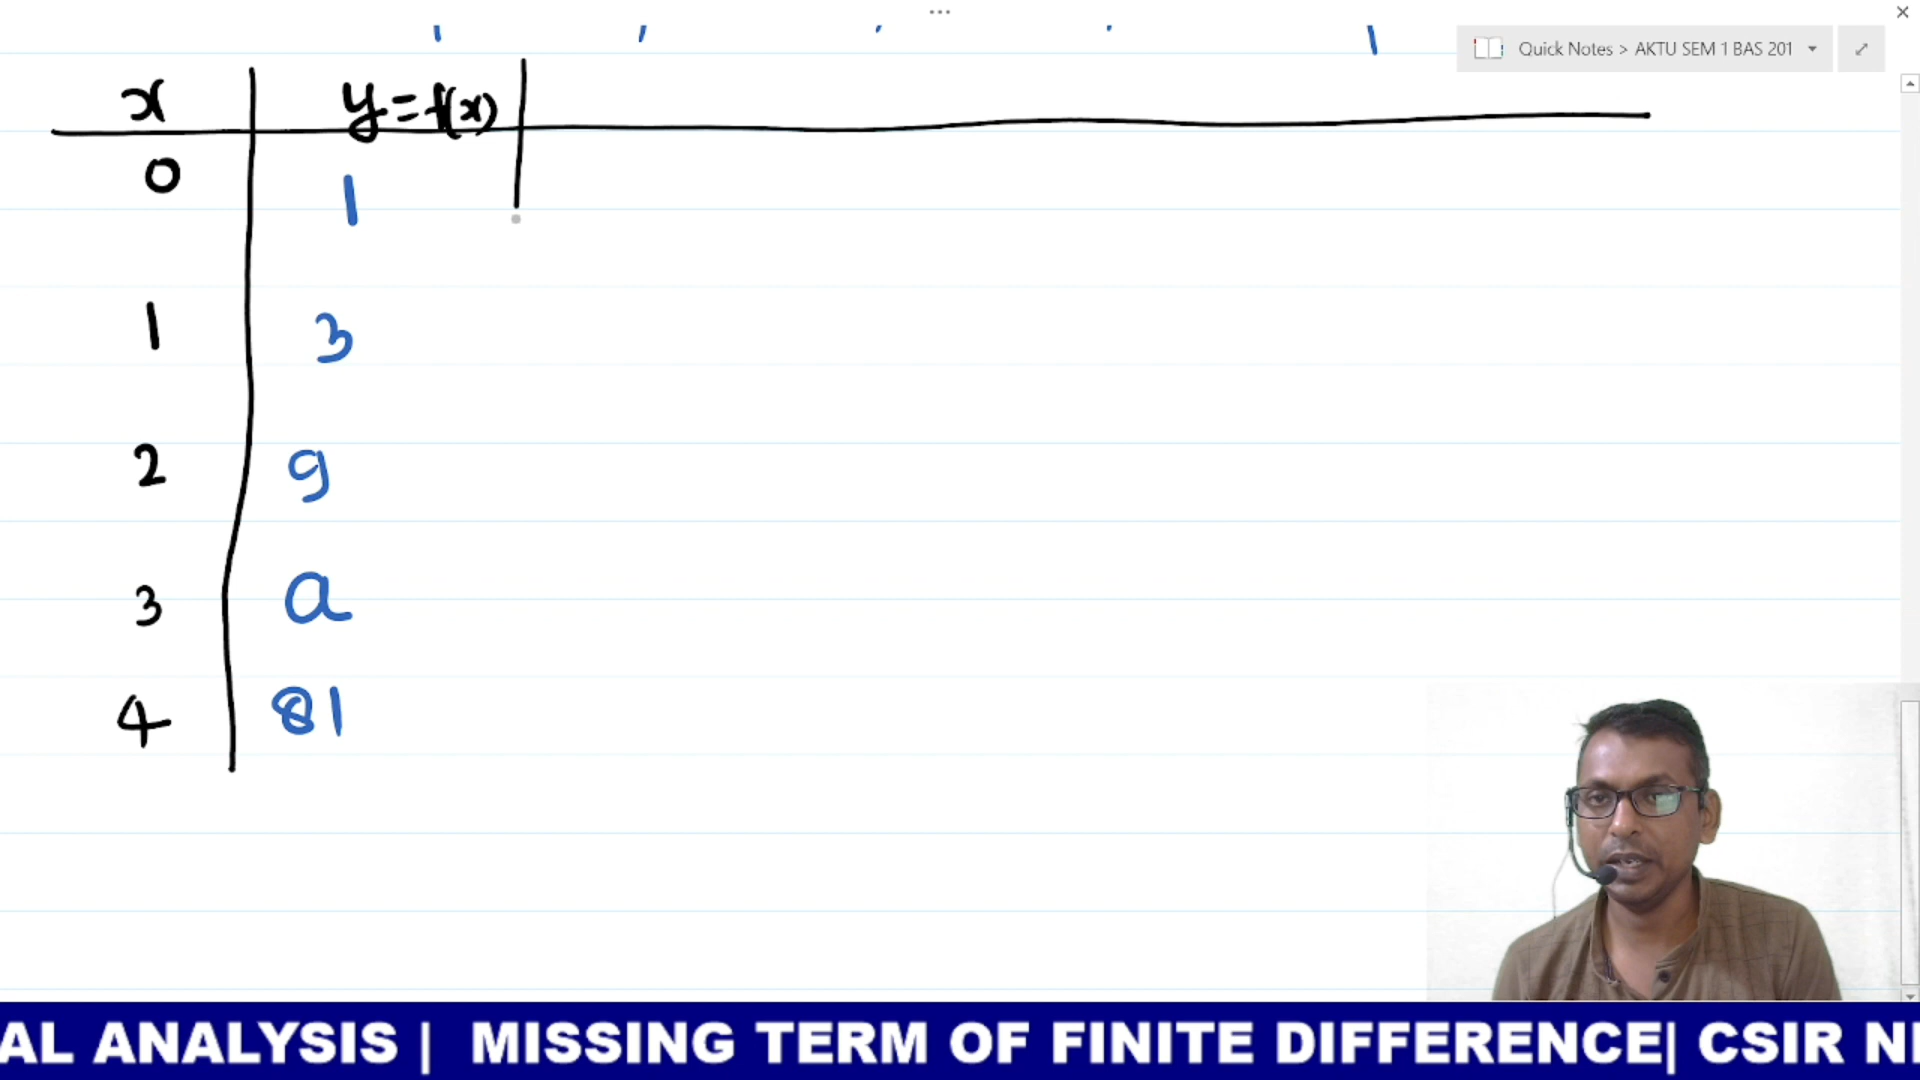 Quick Notes > AKTU SEM 1 BAS 201
x y = f(x)
0 1
1 3
2 9
3 a
4 81
AL ANALYSIS | MISSING TERM OF FINITE DIFFERENCE| CSIR